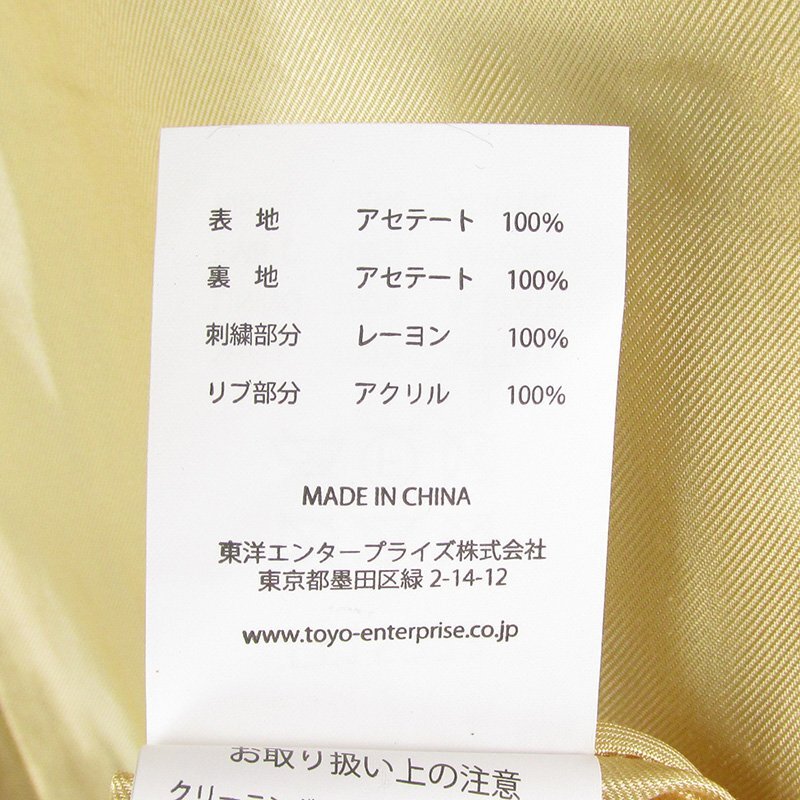 表 地 アセテート 100%
裏 地 アセテート 100%
刺繍部分 レーヨン 100%
リブ部分 アクリル 100%
MADE IN CHINA
東洋エンタープライズ株式会社
東京都墨田区緑 2-14-12
www.toyo-enterprise.co.jp
お取り扱い上の注意